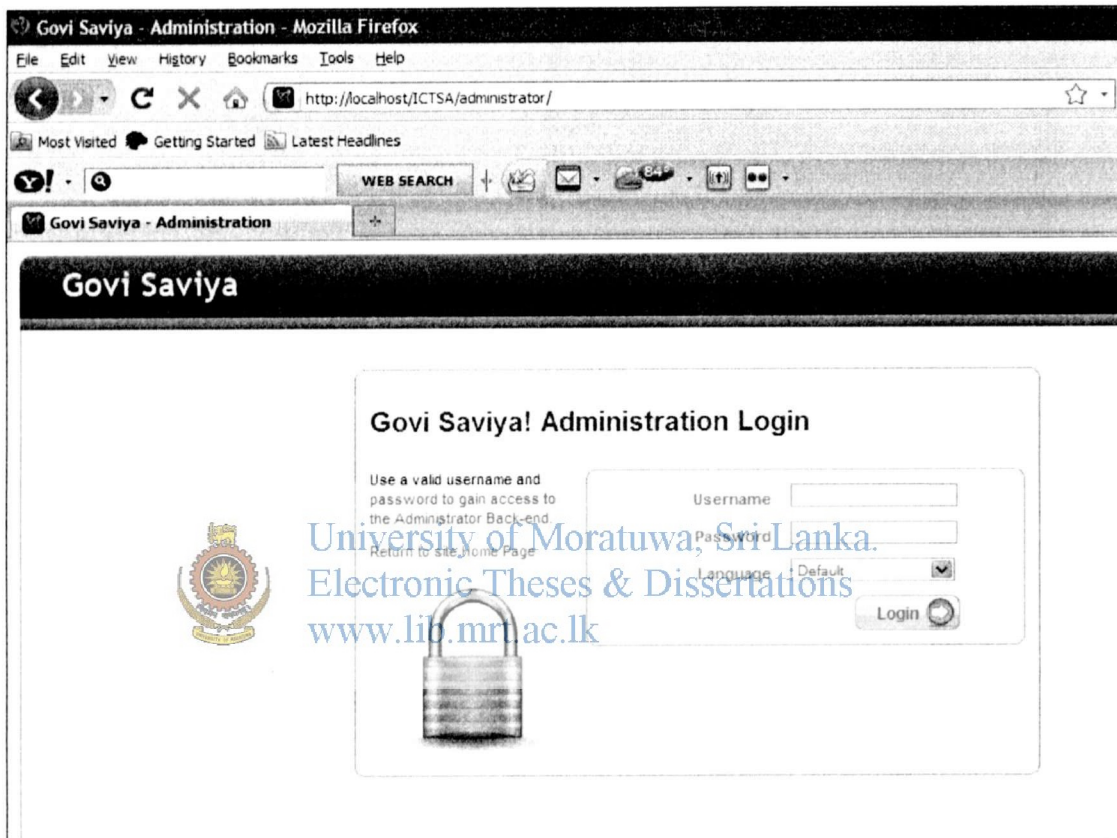 Govi Saviya - Administration - Mozilla Firefox
File Edit View History Bookmarks Tools Help
http://localhost/ICTSA/administrator/
Most Visited Getting Started Latest Headlines
Y! WEB SEARCH 84°
Govi Saviya - Administration
Govi Saviya
Govi Saviya! Administration Login
Use a valid username and
password to gain access to
the Administrator Back-end
Return to site Home Page
Username
Password
Language Default
Login
University of Moratuwa, Sri Lanka.
Electronic Theses & Dissertations
www.lib.mrt.ac.lk